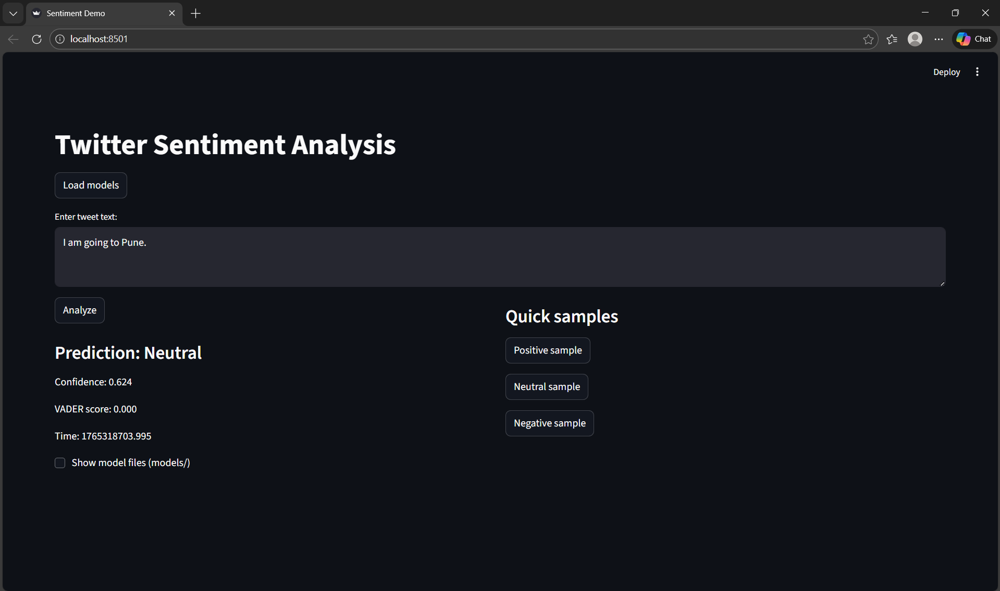 Sentiment Demo
localhost:8501
Chat
Deploy
Twitter Sentiment Analysis
Load models
Enter tweet text:
I am going to Pune.
Analyze
Prediction: Neutral
Confidence: 0.624
VADER score: 0.000
Time: 1765318703.995
Show model files (models/)
Quick samples
Positive sample
Neutral sample
Negative sample